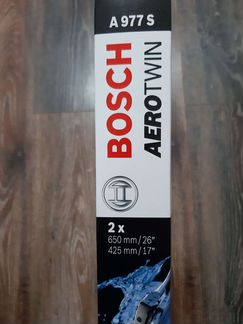 A 977 S
BOSCH
AEROTWIN
2 x
650 mm / 26"
425 mm / 17"